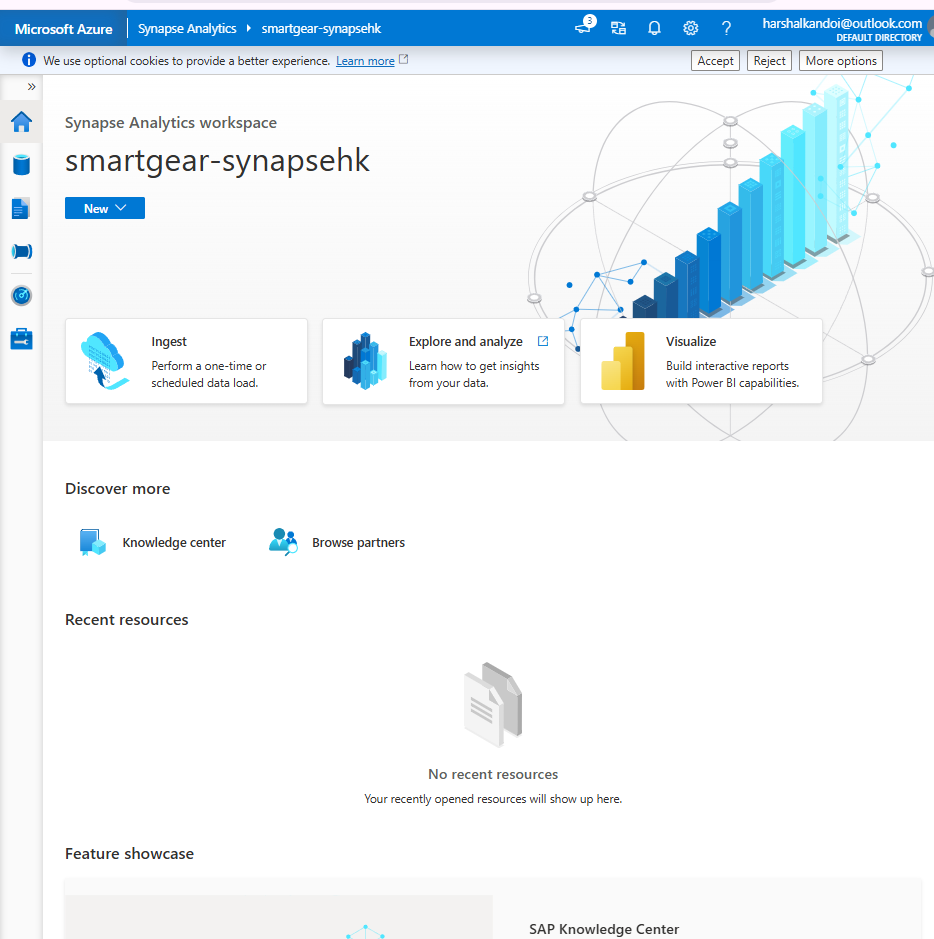 Microsoft Azure
Synapse Analytics
smartgear-synapsehk
3
?
harshalkandoi@outlook.com
DEFAULT DIRECTORY
We use optional cookies to provide a better experience. Learn more
Accept
Reject
More options
»
Synapse Analytics workspace
smartgear-synapsehk
New
Ingest
Perform a one-time or
scheduled data load.
Explore and analyze
Learn how to get insights
from your data.
Visualize
Build interactive reports
with Power BI capabilities.
Discover more
Knowledge center
Browse partners
Recent resources
No recent resources
Your recently opened resources will show up here.
Feature showcase
SAP Knowledge Center